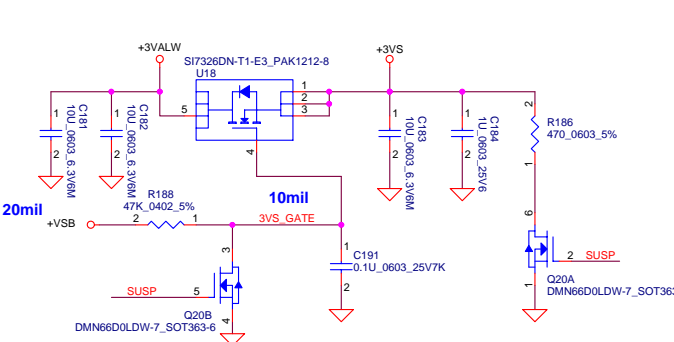 +3VALW
+3VS
SI7326DN-T1-E3_PAK1212-8
U18
1
2
3
5
4
1
2
C181
10U_0603_6.3V6M
1
2
C182
10U_0603_6.3V6M
1
2
C183
10U_0603_6.3V6M
1
2
C184
1U_0603_25V6
2
1
R186
470_0603_5%
20mil
+VSB
R188
47K_0402_5%
2
1
10mil
3VS_GATE
1
2
C191
0.1U_0603_25V7K
3
SUSP
5
4
Q20B
DMN66D0LDW-7_SOT363-6
6
2
SUSP
1
Q20A
DMN66D0LDW-7_SOT363